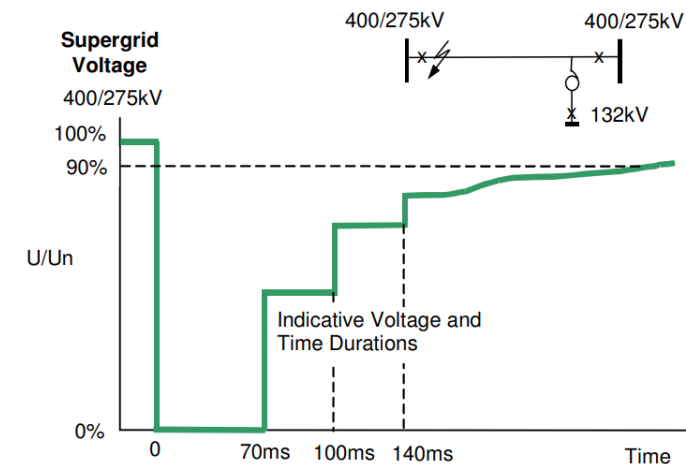 400/275kV
400/275kV
Supergrid
Voltage
400/275kV
132kV
100%
90%
U/Un
Indicative Voltage and
Time Durations
0%
0
70ms
100ms
140ms
Time